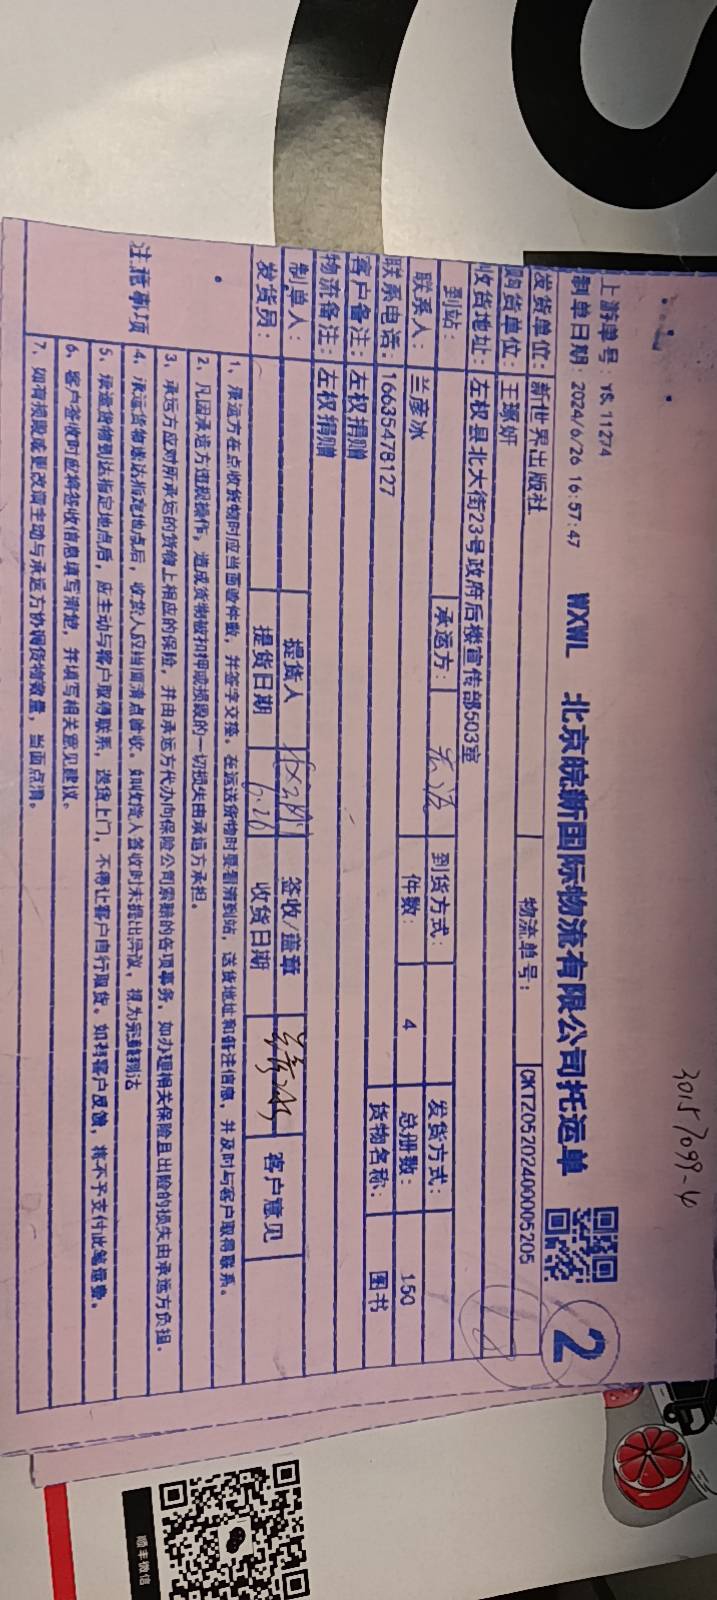 30157099-4
上游单号：YS.11274
制单日期：2024/6/26 16:57:47
WXWL 北京皖新国际物流有限公司托运单
2
发货单位：新世界出版社 物流单号：CKTZ05202400005205
购货单位：王瑞妍
收货地址：左权县北大街23号政府后楼宣传部503室
到站： 承运方： 到货方式： 发货方式：
联系人：兰彦冰 件数：4 总册数：150
联系电话：16635478127 货物名称：图书
客户备注：左权捐赠
物流备注：左权捐赠
制单人： 提货人 签收/盖章 客户意见
发货员： 提货日期 6.26 收货日期
注意事项
1、承运方在点收货物时应当面验件数，并签字交接。在运送货物时要看清到站，送货地址和备注信息，并及时与客户取得联系。
2、凡因承运方违规操作，造成货物被扣押或损毁的一切损失由承运方承担。
3、承运方应对所承运的货物上相应的保险，并由承运方代办向保险公司索赔的各项事务，如办理相关保险且出险的损失由承运方负担.
4、承运货物送达指定地点后，收货人应当面清点验收。如收货人签收时未提出异议，视为完整到达
5、承运货物到达指定地点后，应主动与客户取得联系，送货上门，不得让客户自行取货。如有客户反馈，将不予支付此笔运费。
6、客户签收时应将签收信息填写清楚，并填写相关意见建议。
7、如有损毁或更改请主动与承运方协调货物数量，当面点清。
顺丰微信